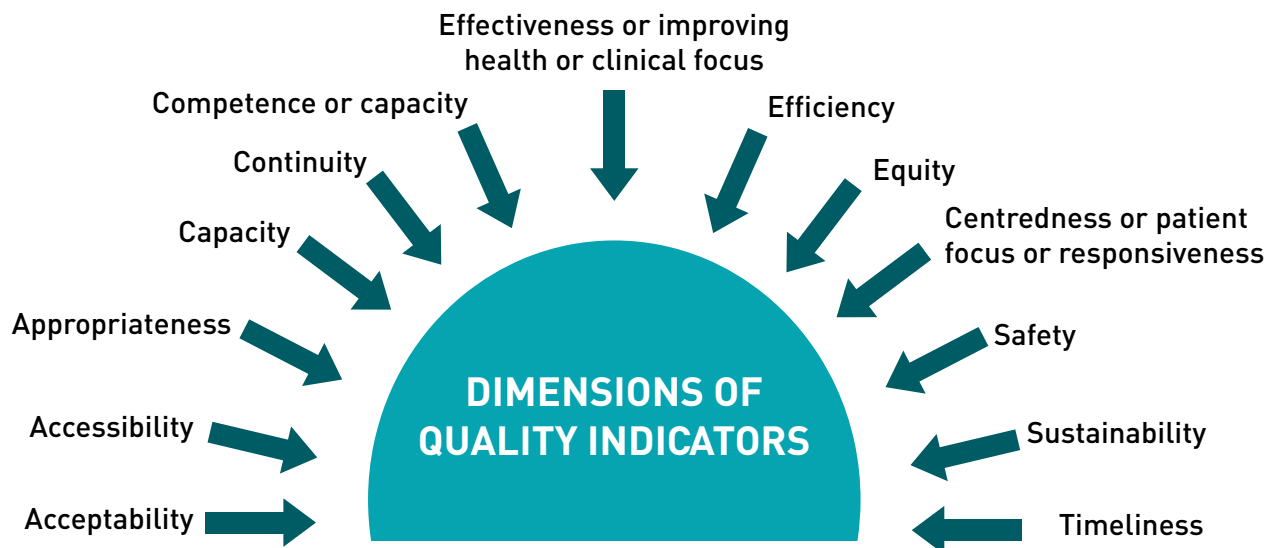 Effectiveness or improving
health or clinical focus
Competence or capacity
Efficiency
Continuity
Equity
Capacity
Centredness or patient
focus or responsiveness
Appropriateness
Safety
DIMENSIONS OF
QUALITY INDICATORS
Accessibility
Sustainability
Acceptability
Timeliness